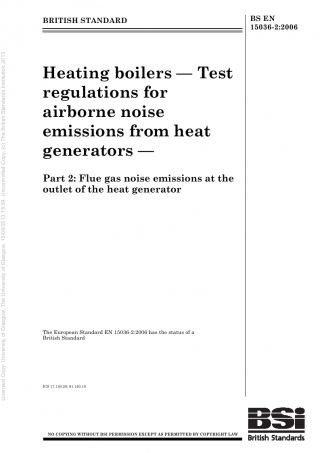 BRITISH STANDARD
BS EN
15036-2:2006
Heating boilers — Test
regulations for
airborne noise
emissions from heat
generators —
Part 2: Flue gas noise emissions at the
outlet of the heat generator
The European Standard EN 15036-2:2006 has the status of a
British Standard
ICS 17.140.20; 91.140.10
NO COPYING WITHOUT BSI PERMISSION EXCEPT AS PERMITTED BY COPYRIGHT LAW
BSi
British Standards
Licensed Copy: University of Glasgow, The University of Glasgow,
Uncontrolled Copy, (c) The British Standards Institution 2013